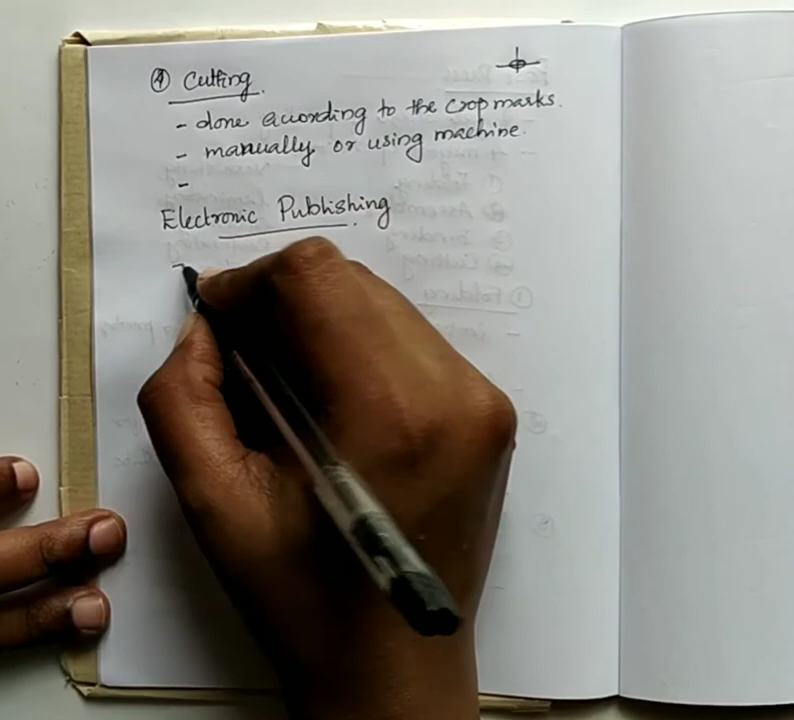 ④ Cutting.
- done according to the crop marks.
- manually or using machine.
-
Electronic Publishing.
-